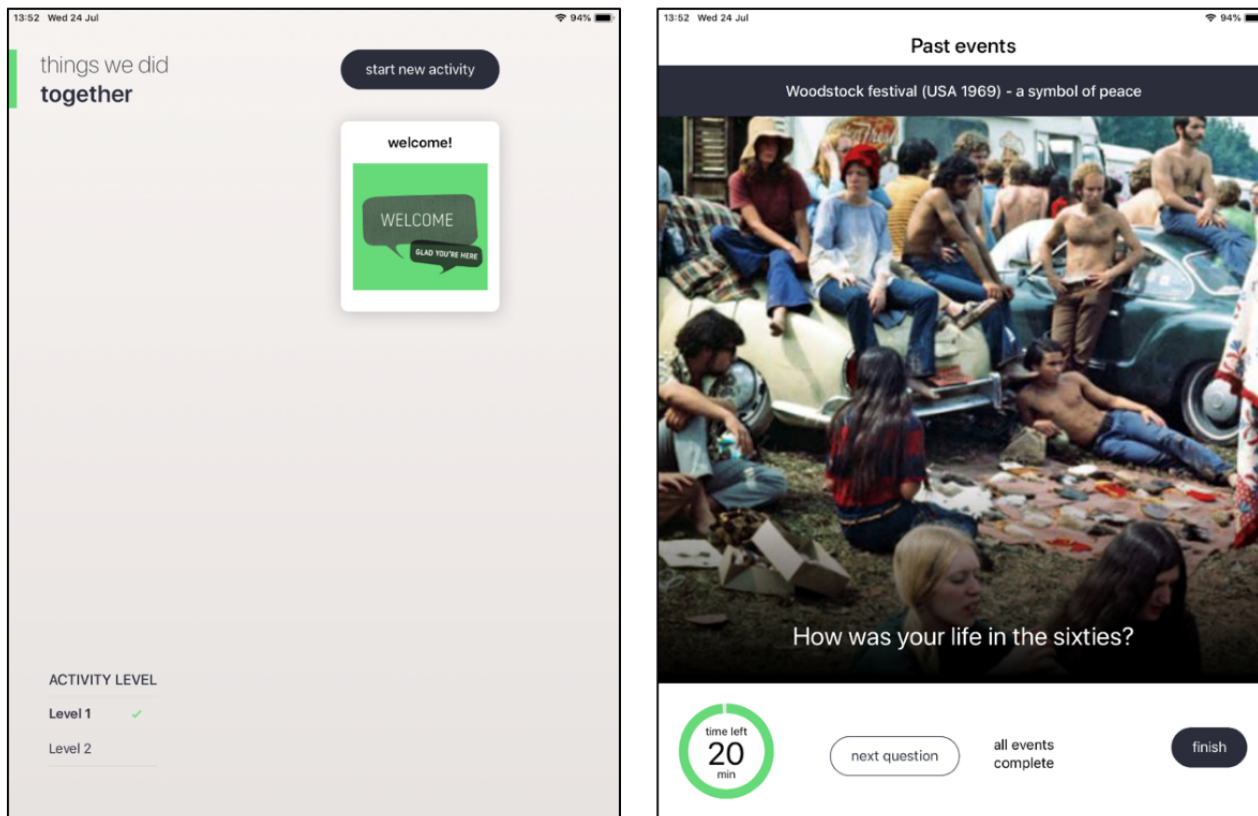 13:52 Wed 24 Jul
94%
things we did
together
start new activity
welcome!
WELCOME
GLAD YOU'RE HERE
ACTIVITY LEVEL
Level 1
Level 2
13:52 Wed 24 Jul
94%
Past events
Woodstock festival (USA 1969) - a symbol of peace
How was your life in the sixties?
time left
20
min
next question
all events
complete
finish